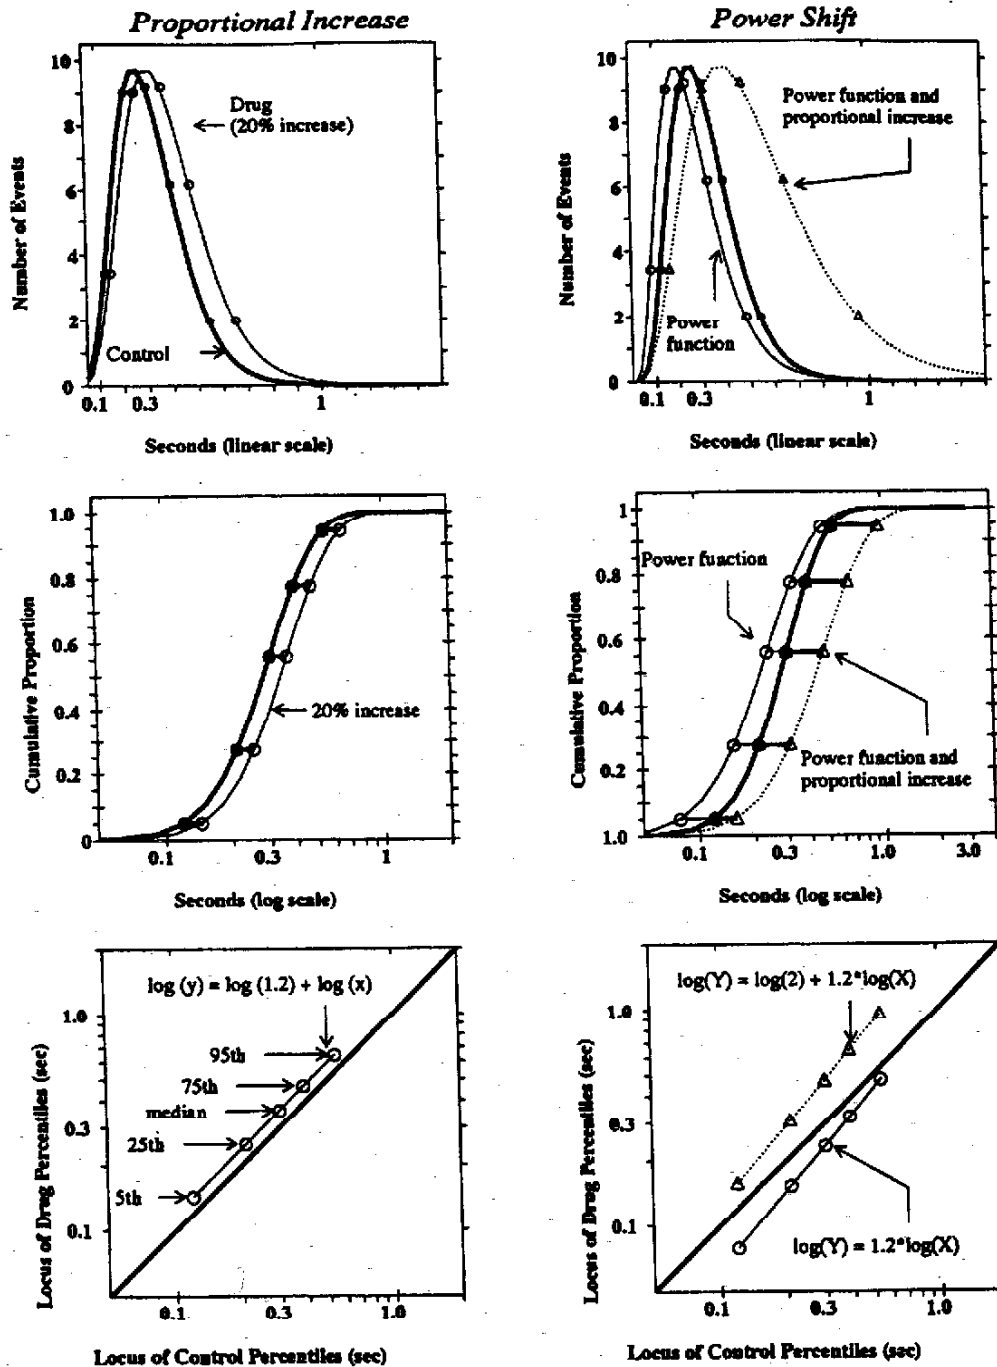 Proportional Increase
10
8
6
4
2
0
Number of Events
Drug
(20% increase)
Control
0.1
0.3
1
Seconds (linear scale)
Power Shift
10
8
6
4
2
0
Number of Events
Power function and
proportional increase
Power
function
0.1
0.3
1
Seconds (linear scale)
1.0
0.8
0.6
0.4
0.2
0
Cumulative Proportion
20% increase
0.1
0.3
1
Seconds (log scale)
1
0.8
0.6
0.4
0.2
1.0
Cumulative Proportion
Power function
Power function and
proportional increase
0.1
0.3
1.0
3.0
Seconds (log scale)
log (y) = log (1.2) + log (x)
1.0
0.3
0.1
Locus of Drug Percentiles (sec)
95th
75th
median
25th
5th
0.1
0.3
1.0
Locus of Control Percentiles (sec)
log(Y) = log(2) + 1.2*log(X)
1.0
0.3
0.1
Locus of Drug Percentiles (sec)
log(Y) = 1.2*log(X)
0.1
0.3
1.0
Locus of Control Percentiles (sec)